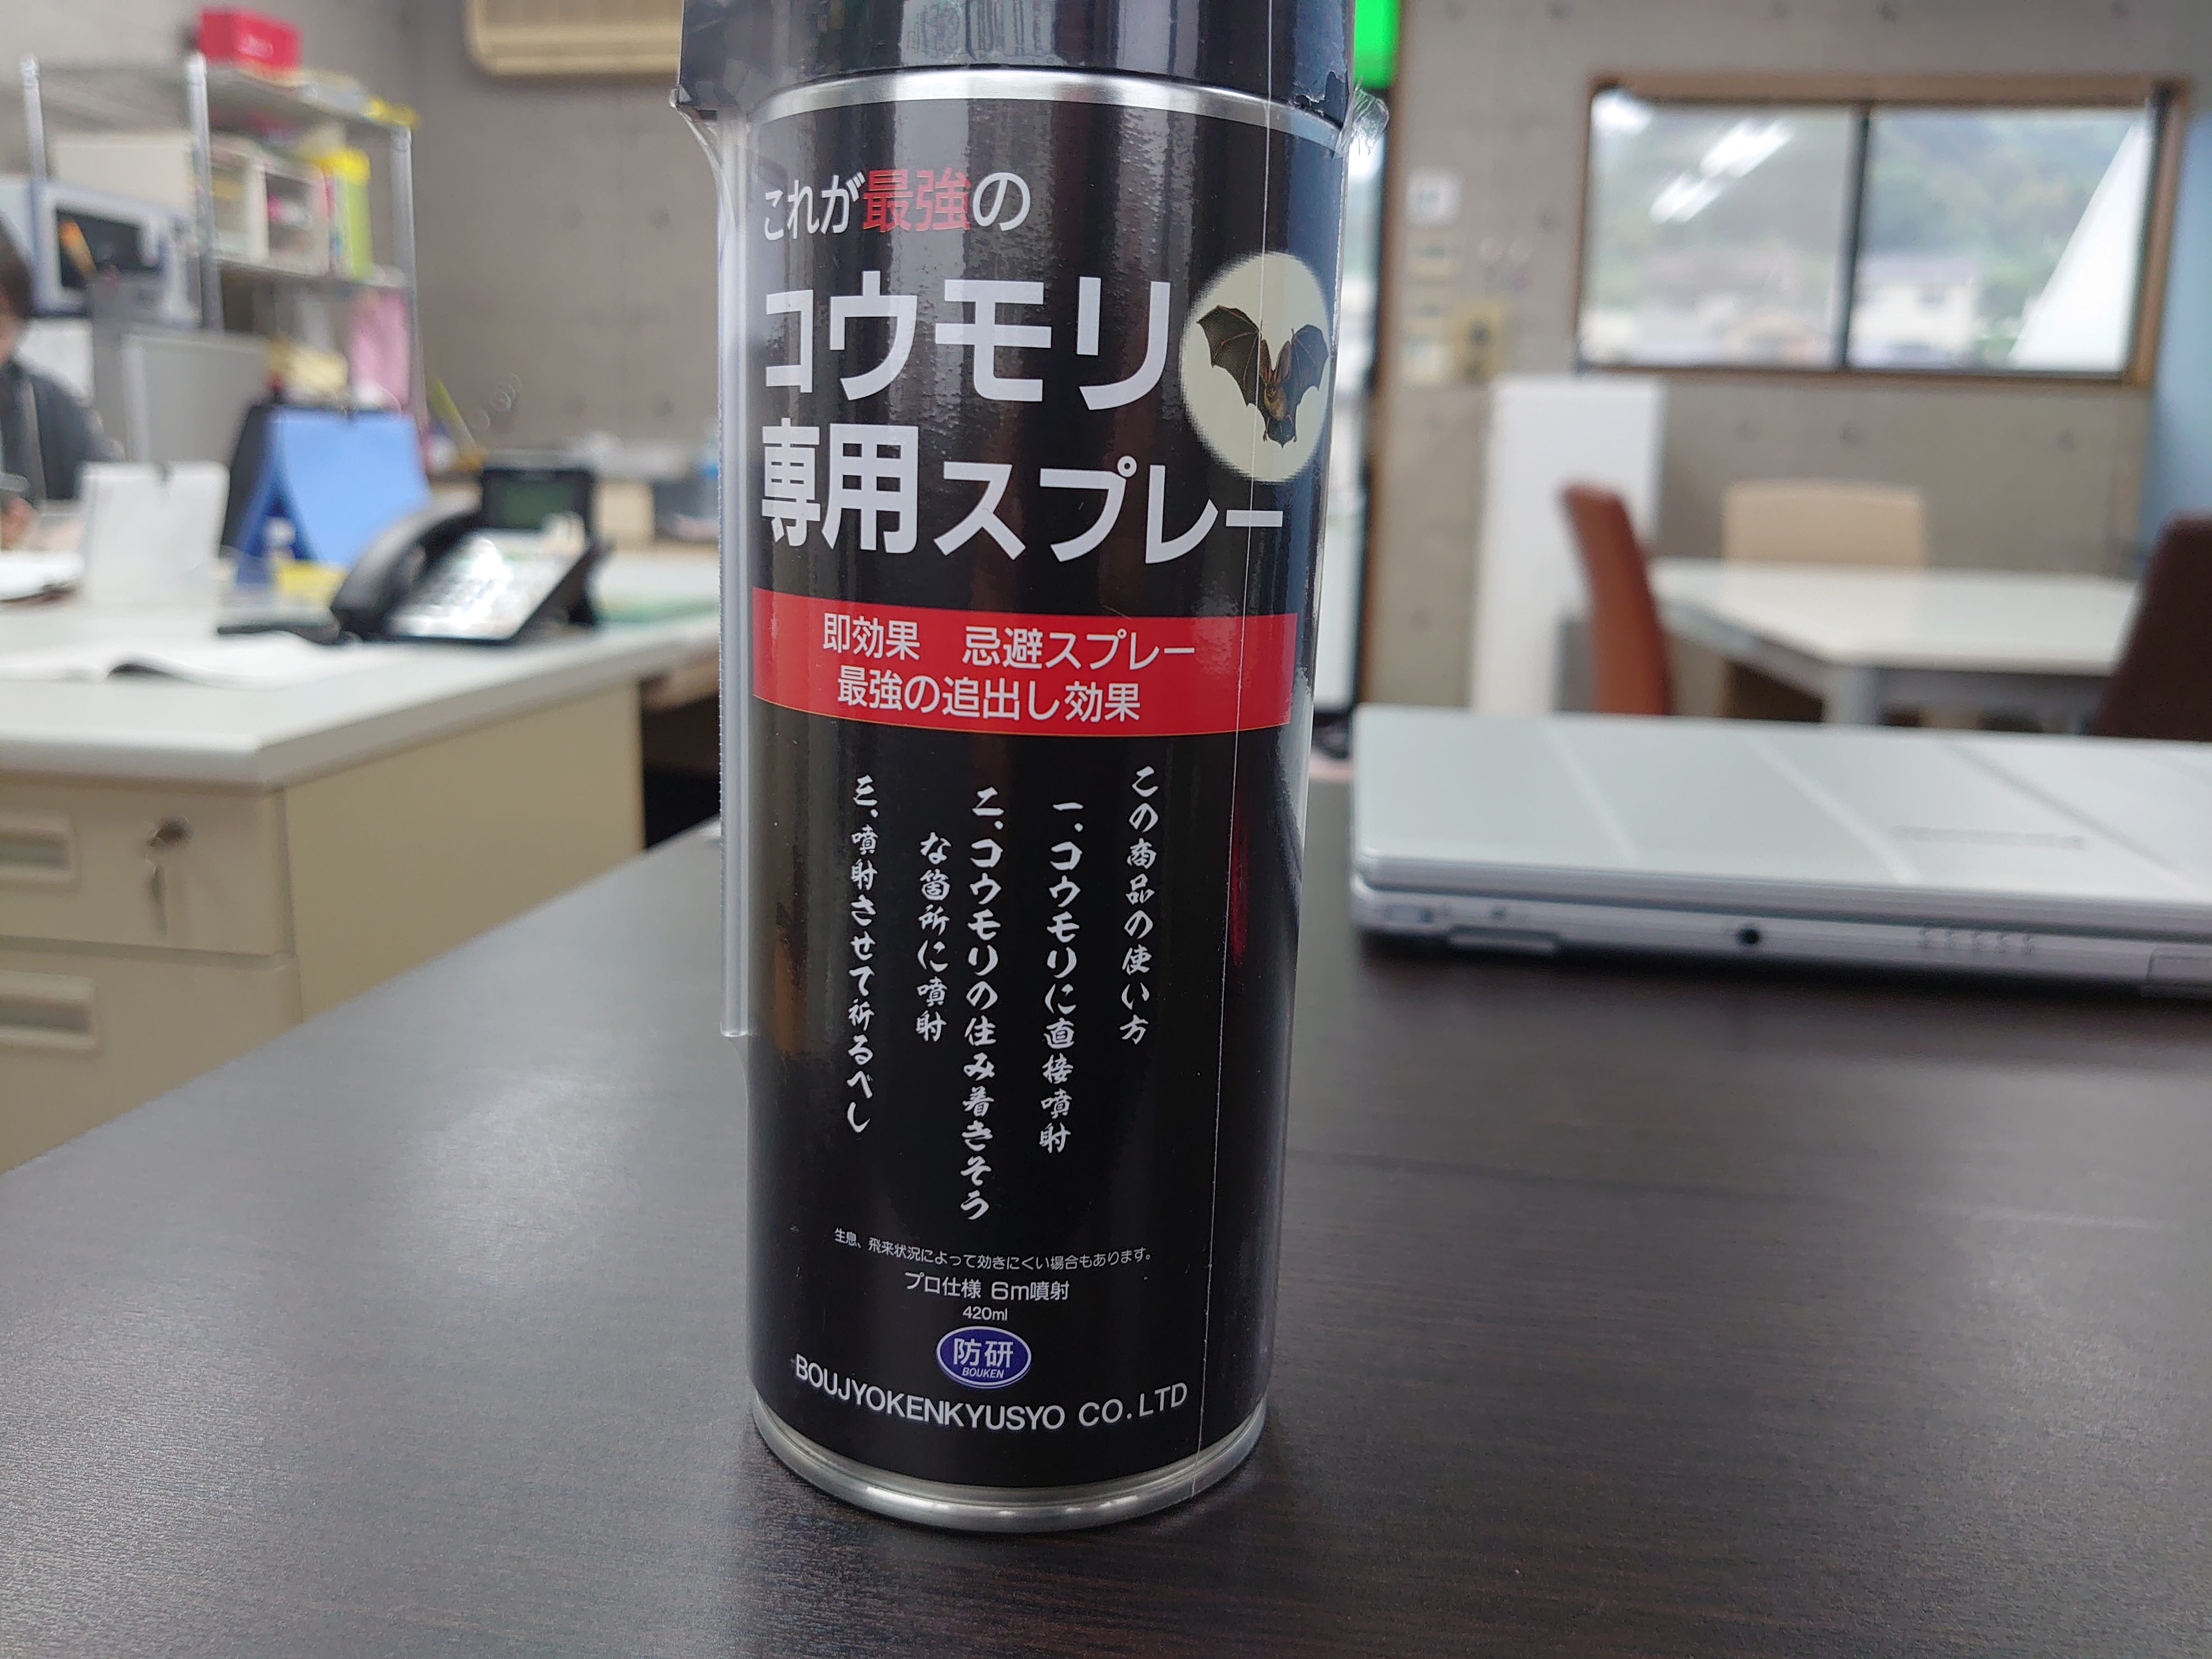 これが最強の
コウモリ
専用スプレー
即効果　忌避スプレー
最強の追出し効果
この商品の使い方
一、コウモリに直接噴射
二、コウモリの住み着きそう
な箇所に噴射
三、噴射させて祈るべし
生息、飛来状況によって効きにくい場合もあります。
プロ仕様 6m噴射
420ml
防研
BOUKEN
BOUJYOKENKYUSYO CO.LTD